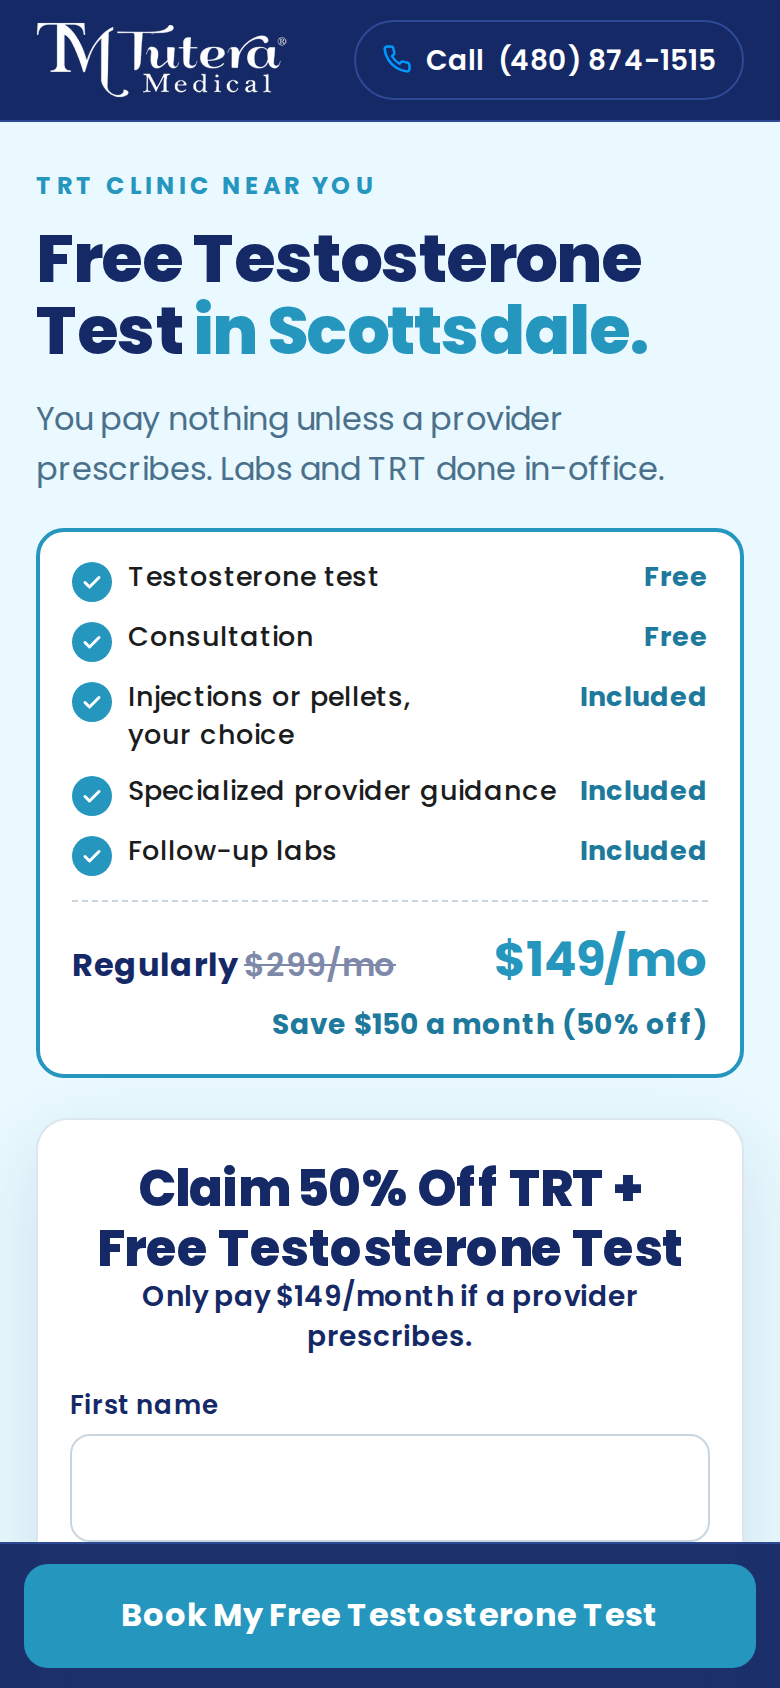 TM Tutera®
Medical
Call (480) 874-1515
TRT CLINIC NEAR YOU
Free Testosterone
Test in Scottsdale.
You pay nothing unless a provider
prescribes. Labs and TRT done in-office.
Testosterone test Free
Consultation Free
Injections or pellets, Included
your choice
Specialized provider guidance Included
Follow-up labs Included
Regularly $299/mo $149/mo
Save $150 a month (50% off)
Claim 50% Off TRT +
Free Testosterone Test
Only pay $149/month if a provider
prescribes.
First name
Book My Free Testosterone Test